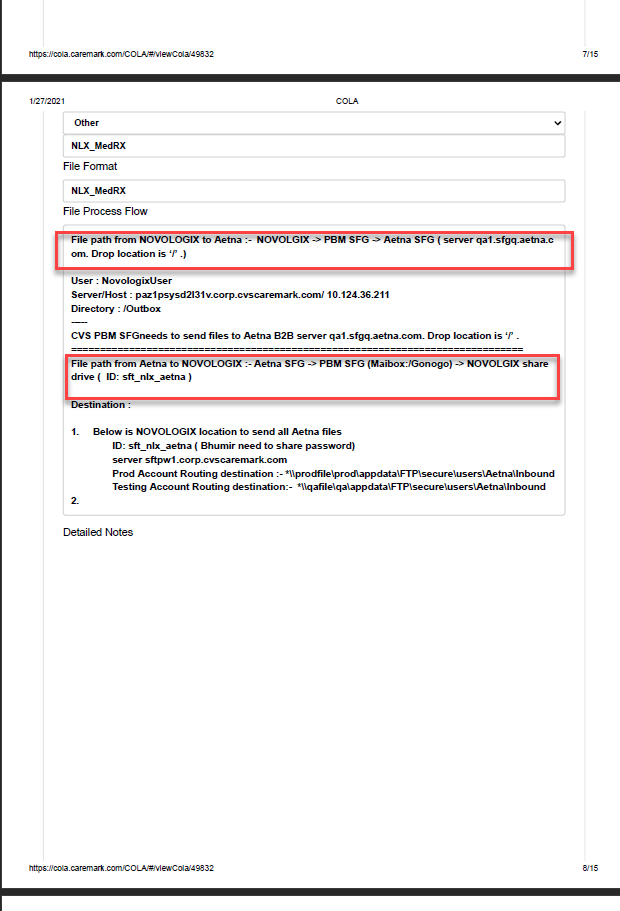 https://cola.caremark.com/COLA/#/viewCola/49832 7/15
1/27/2021 COLA
Other
NLX_MedRX
File Format
NLX_MedRX
File Process Flow
File path from NOVOLOGIX to Aetna :- NOVOLGIX -> PBM SFG -> Aetna SFG ( server qa1.sfgq.aetna.c
om. Drop location is ‘/’ .)
User : NovologixUser
Server/Host : paz1psysd2l31v.corp.cvscaremark.com/ 10.124.36.211
Directory : /Outbox
-----
CVS PBM SFGneeds to send files to Aetna B2B server qa1.sfgq.aetna.com. Drop location is ‘/’ .
================================================================================
File path from Aetna to NOVOLOGIX :- Aetna SFG -> PBM SFG (Maibox:/Gonogo) -> NOVOLGIX share
drive ( ID: sft_nlx_aetna )
Destination :
1. Below is NOVOLOGIX location to send all Aetna files
ID: sft_nlx_aetna ( Bhumir need to share password)
server sftpw1.corp.cvscaremark.com
Prod Account Routing destination :- *\\prodfile\prod\appdata\FTP\secure\users\Aetna\Inbound
Testing Account Routing destination:- *\\qafile\qa\appdata\FTP\secure\users\Aetna\Inbound
2.
Detailed Notes
https://cola.caremark.com/COLA/#/viewCola/49832 8/15